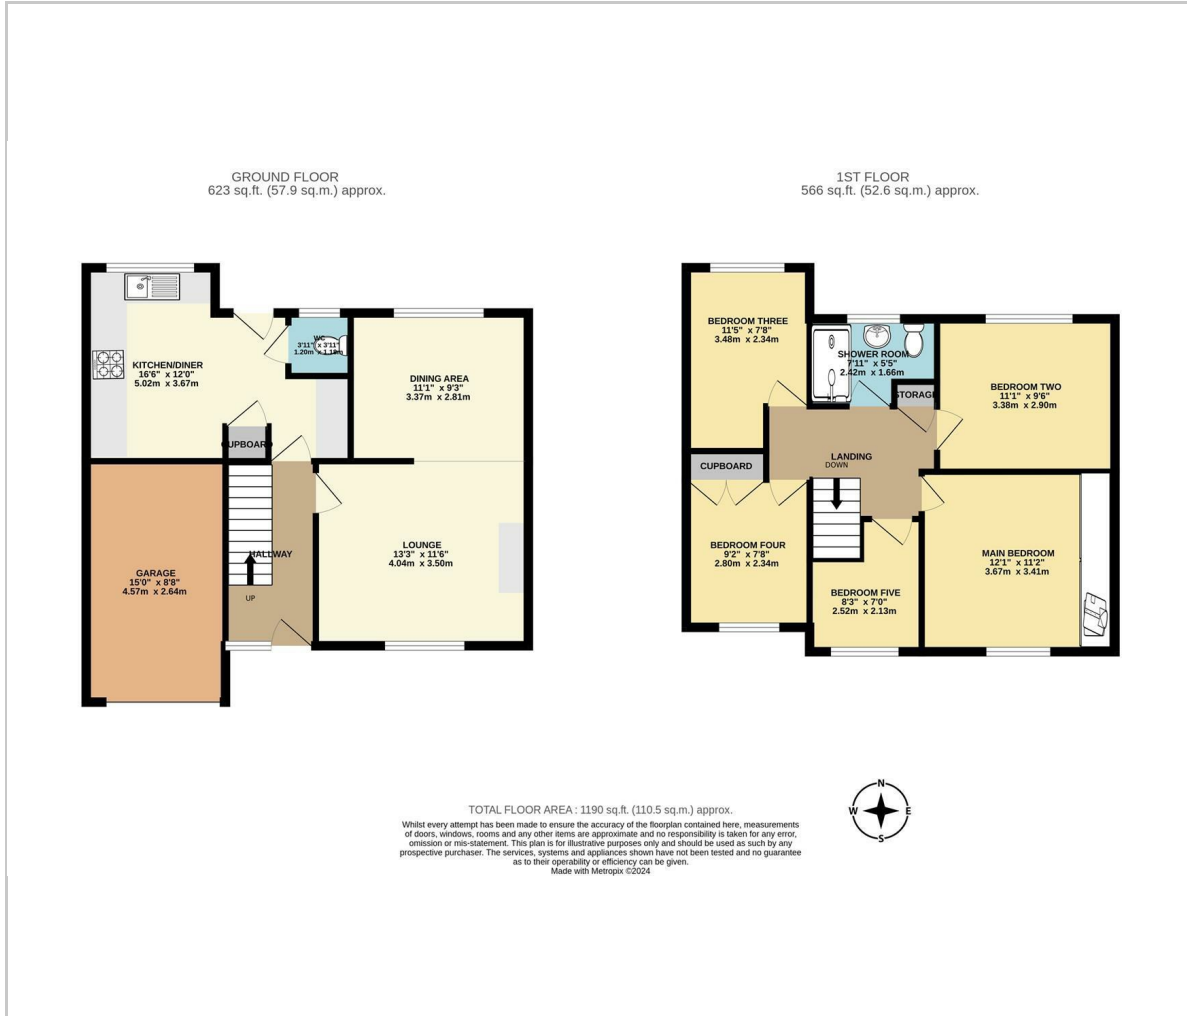 GROUND FLOOR
623 sq.ft. (57.9 sq.m.) approx.
KITCHEN/DINER
16'6" x 12'0"
5.02m x 3.67m
WC
3'11" x 3'11"
1.20m x 1.19m
DINING AREA
11'1" x 9'3"
3.37m x 2.81m
CUPBOARD
LOUNGE
13'3" x 11'6"
4.04m x 3.50m
HALLWAY
UP
GARAGE
15'0" x 8'8"
4.57m x 2.64m
1ST FLOOR
566 sq.ft. (52.6 sq.m.) approx.
BEDROOM THREE
11'5" x 7'8"
3.48m x 2.34m
SHOWER ROOM
7'11" x 5'5"
2.42m x 1.66m
STORAGE
BEDROOM TWO
11'1" x 9'6"
3.38m x 2.90m
LANDING
DOWN
CUPBOARD
BEDROOM FOUR
9'2" x 7'8"
2.80m x 2.34m
MAIN BEDROOM
12'1" x 11'2"
3.67m x 3.41m
BEDROOM FIVE
8'3" x 7'0"
2.52m x 2.13m
N
W E
S
TOTAL FLOOR AREA : 1190 sq.ft. (110.5 sq.m.) approx.
Whilst every attempt has been made to ensure the accuracy of the floorplan contained here, measurements
of doors, windows, rooms and any other items are approximate and no responsibility is taken for any error,
omission or mis-statement. This plan is for illustrative purposes only and should be used as such by any
prospective purchaser. The services, systems and appliances shown have not been tested and no guarantee
as to their operability or efficiency can be given.
Made with Metropix ©2024